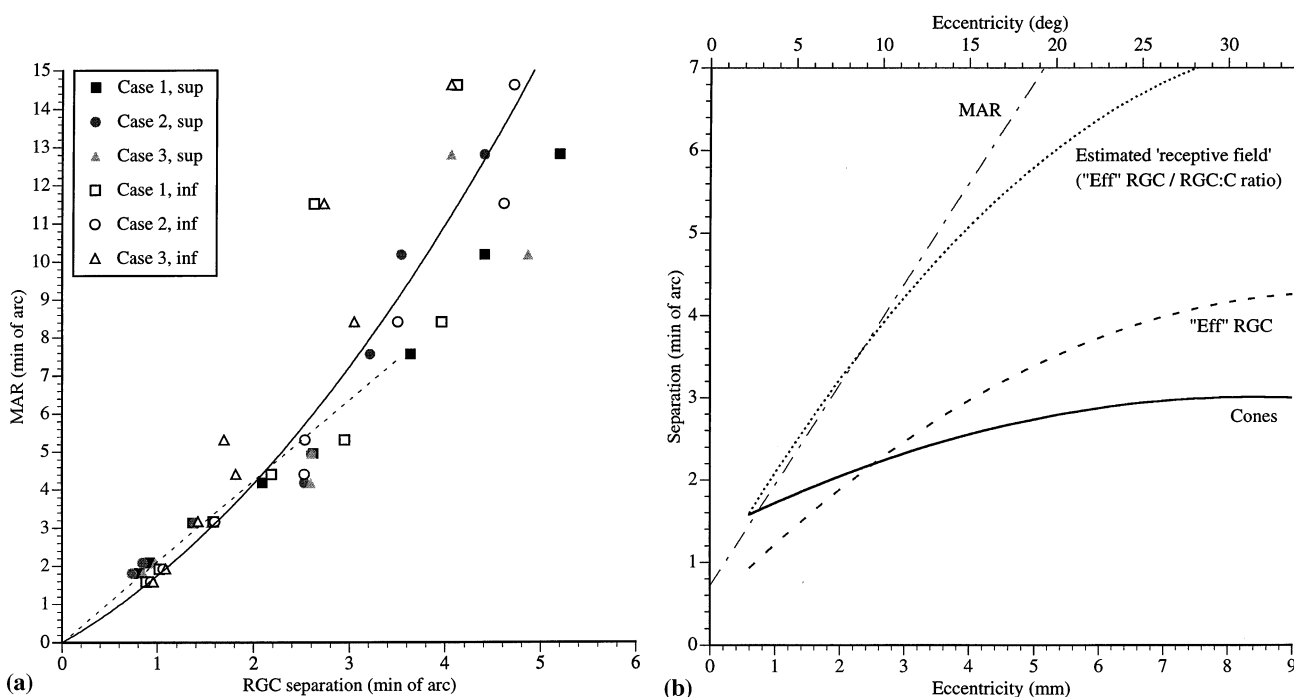 15
14
13
12
11
10
9
8
7
6
5
4
3
2
1
0
MAR (min of arc)
Case 1, sup
Case 2, sup
Case 3, sup
Case 1, inf
Case 2, inf
Case 3, inf
0 1 2 3 4 5 6
RGC separation (min of arc)
(a)
Eccentricity (deg)
0 5 10 15 20 25 30
7
6
5
4
3
2
1
0
Separation (min of arc)
MAR
Estimated 'receptive field'
("Eff" RGC / RGC:C ratio)
"Eff" RGC
Cones
0 1 2 3 4 5 6 7 8 9
Eccentricity (mm)
(b)